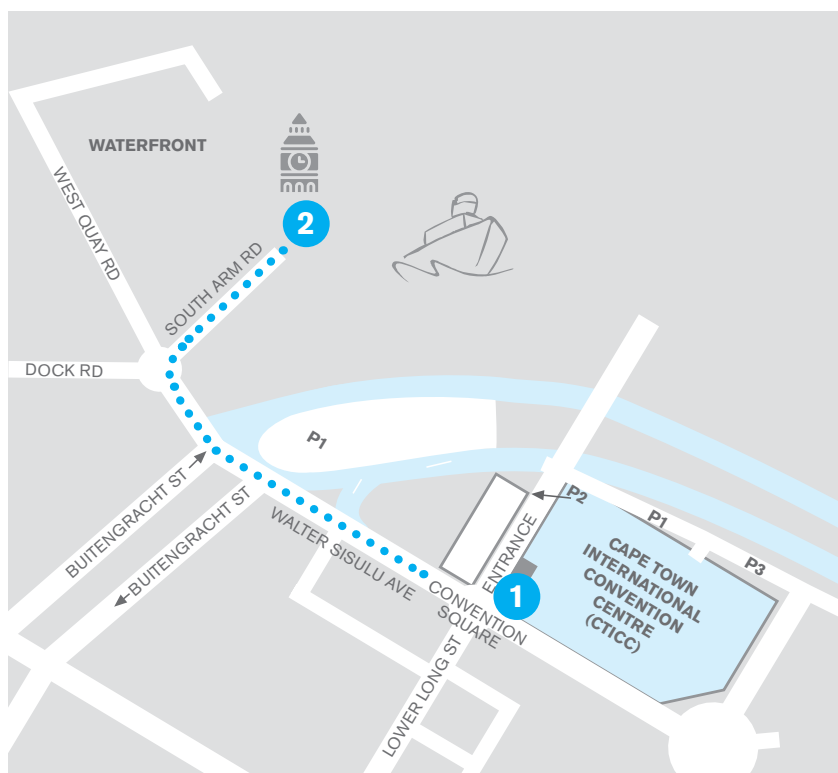 WATERFRONT
WEST QUAY RD
2
SOUTH ARM RD
DOCK RD
P1
BUITENGRACHT ST
BUITENGRACHT ST
WALTER SISULU AVE
P2
P1
P3
ENTRANCE
CAPE TOWN
INTERNATIONAL
CONVENTION
CENTRE
(CTICC)
1
CONVENTION
SQUARE
LOWER LONG ST